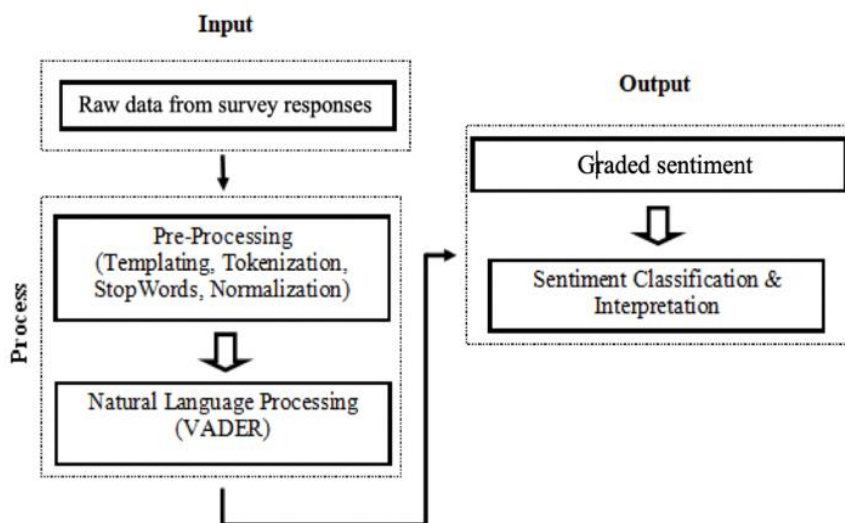 Input
Raw data from survey responses
Process
Pre-Processing
(Templating, Tokenization,
StopWords, Normalization)
Natural Language Processing
(VADER)
Output
Graded sentiment
Sentiment Classification &
Interpretation